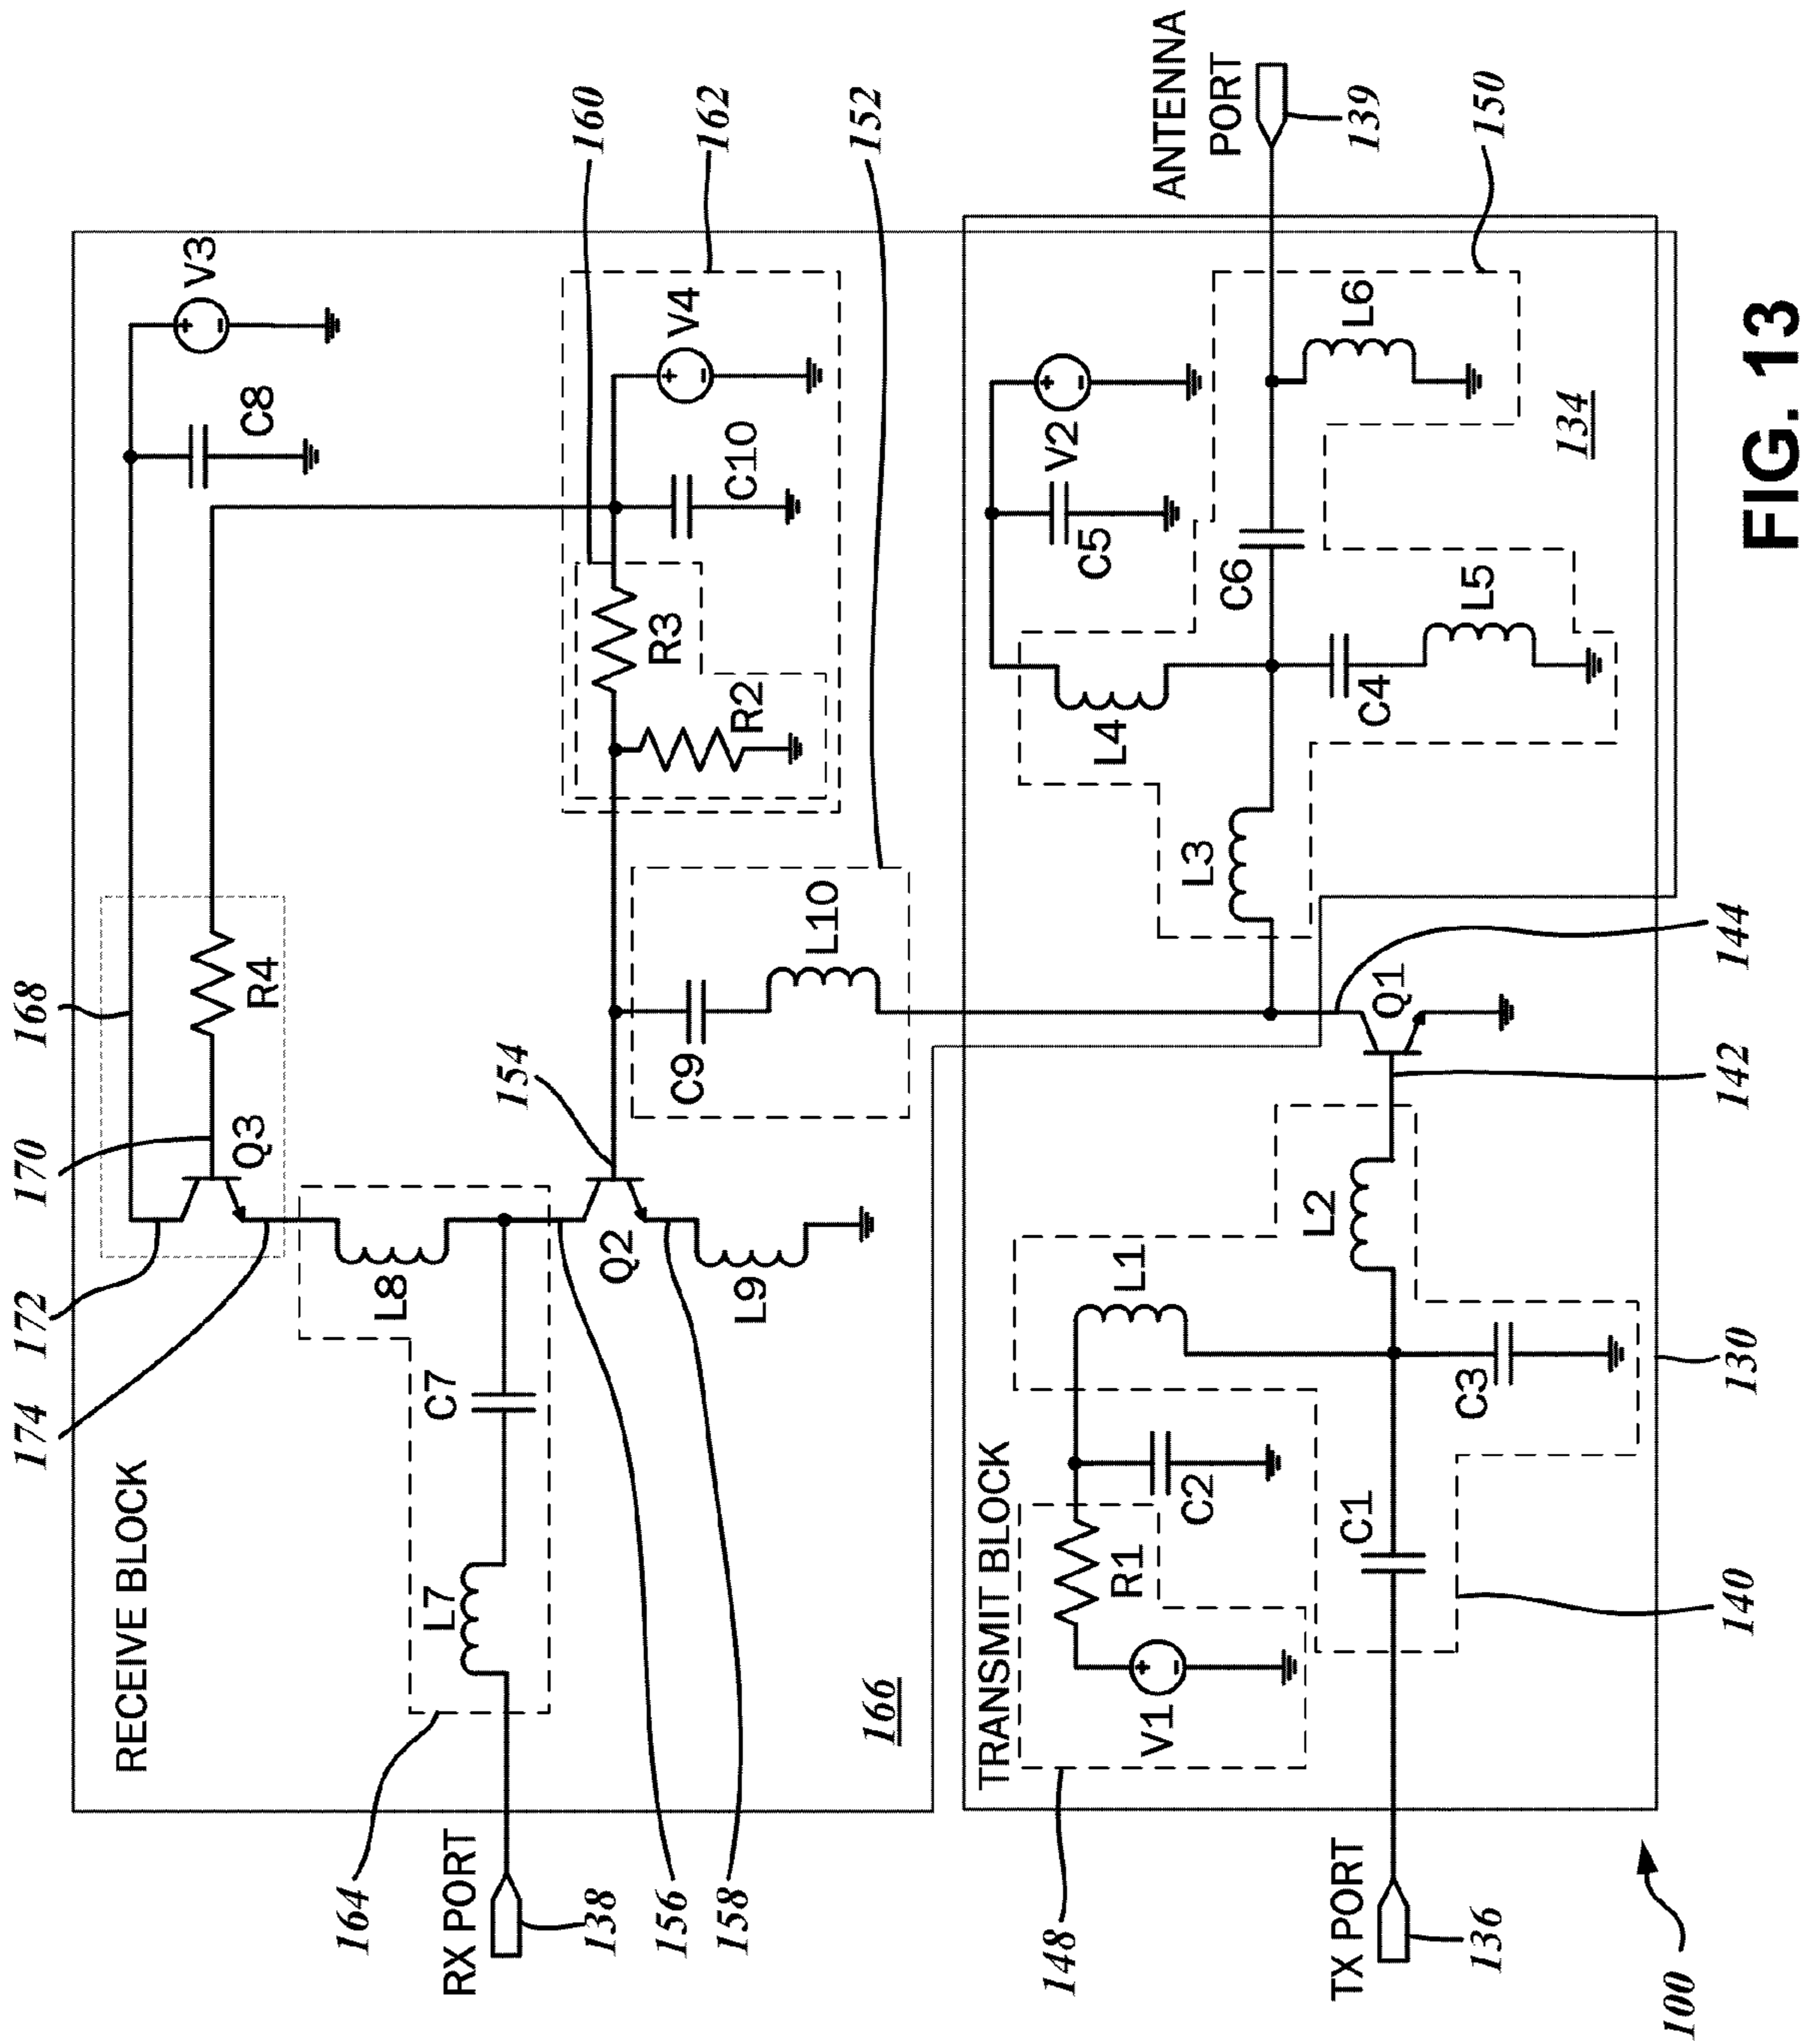 RECEIVE BLOCK
168
170
172
174
Q3
R4
C8
V3
160
162
152
154
R3
R2
C10
V4
L8
C7
L7
164
Q2
L9
C9
L10
156
158
166
RX PORT
138
TRANSMIT BLOCK
148
V1
R1
C2
L1
L2
C1
C3
140
130
142
144
Q1
L3
L4
C4
L5
C5
V2
C6
L6
134
150
ANTENNA
PORT
139
TX PORT
136
100
+
-
+
-
+
-
+
-
FIG. 13